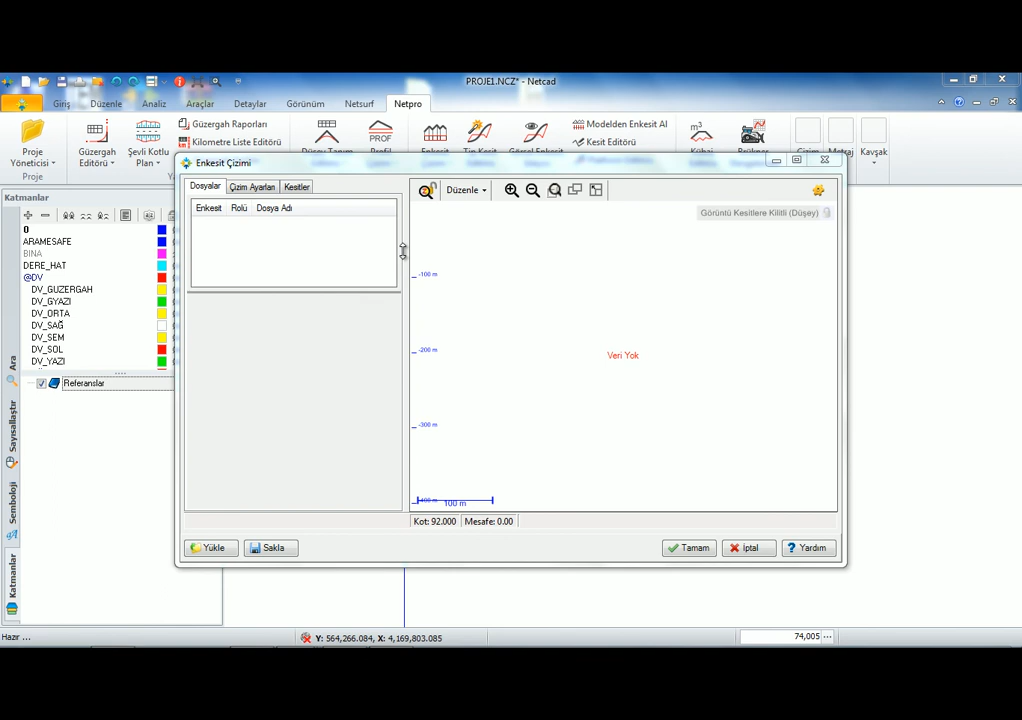 PROJE1.NCZ* - Netcad
Giriş Düzenle Analiz Araçlar Detaylar Görünüm Netsurf Netpro
Proje
Yöneticisi
Proje
Güzergah
Editörü
Şevli Kotlu
Plan
Güzergah Raporları
Kilometre Liste Editörü
PROF
Modelden Enkesit Al
Kesit Editörü
m³
Kavşak
Enkesit Çizimi
Katmanlar
0
ARAMESAFE
BINA
DERE_HAT
@DV
DV_GUZERGAH
DV_GYAZI
DV_ORTA
DV_SAĞ
DV_SEM
DV_SOL
DV_YAZI
Referanslar
Ara
Sayısallaştır
Semboloji
Katmanlar
Dosyalar Çizim Ayarları Kesitler
Enkesit Rolü Dosya Adı
Düzenle
Görüntü Kesitlere Kilitli (Düşey)
-100 m
-200 m
Veri Yok
-300 m
-400 m
100 m
Kot: 92.000 Mesafe: 0.00
Yükle Sakla Tamam İptal Yardım
Hazır ... Y: 564,266.084, X: 4,169,803.085 74,005